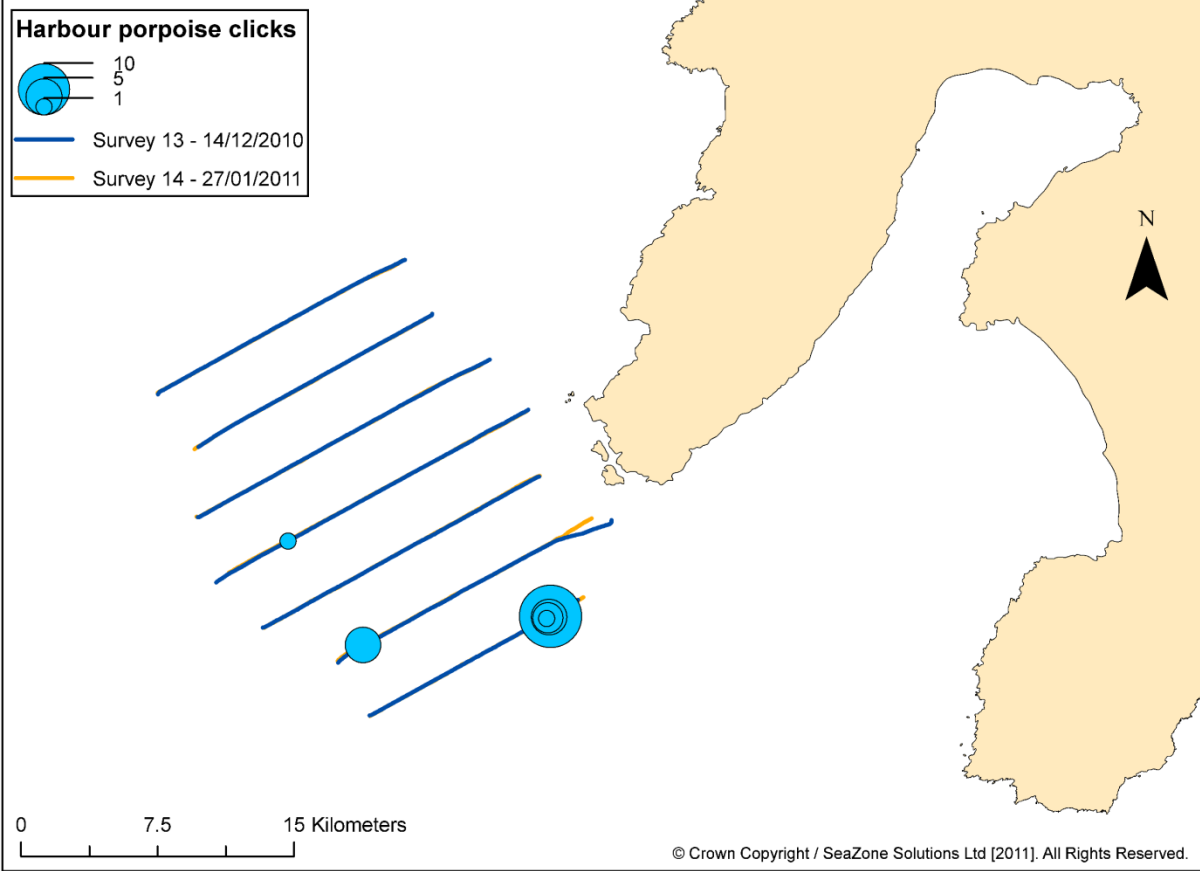 Harbour porpoise clicks
10
5
1
Survey 13 - 14/12/2010
Survey 14 - 27/01/2011
N
0 7.5 15 Kilometers
© Crown Copyright / SeaZone Solutions Ltd [2011]. All Rights Reserved.